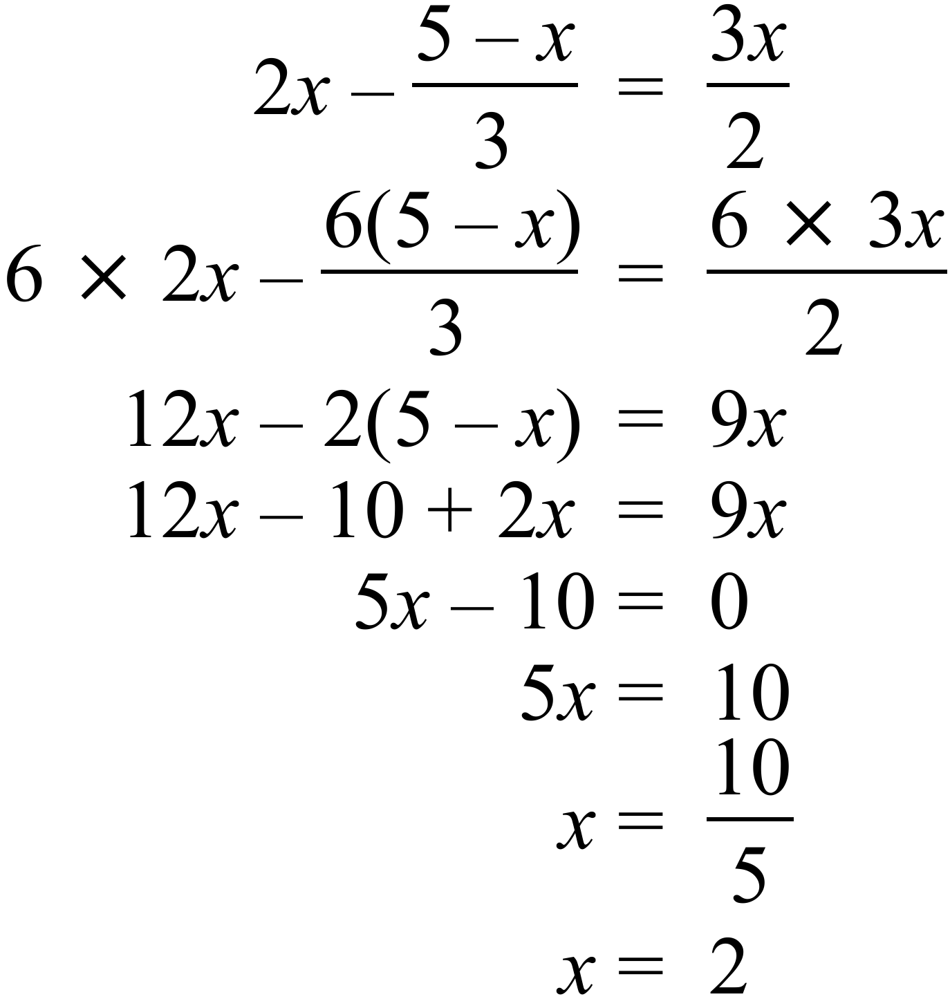 2x – (5 – x)/3 = 3x/2
6 × 2x – 6(5 – x)/3 = 6 × 3x/2
12x – 2(5 – x) = 9x
12x – 10 + 2x = 9x
5x – 10 = 0
5x = 10
x = 10/5
x = 2